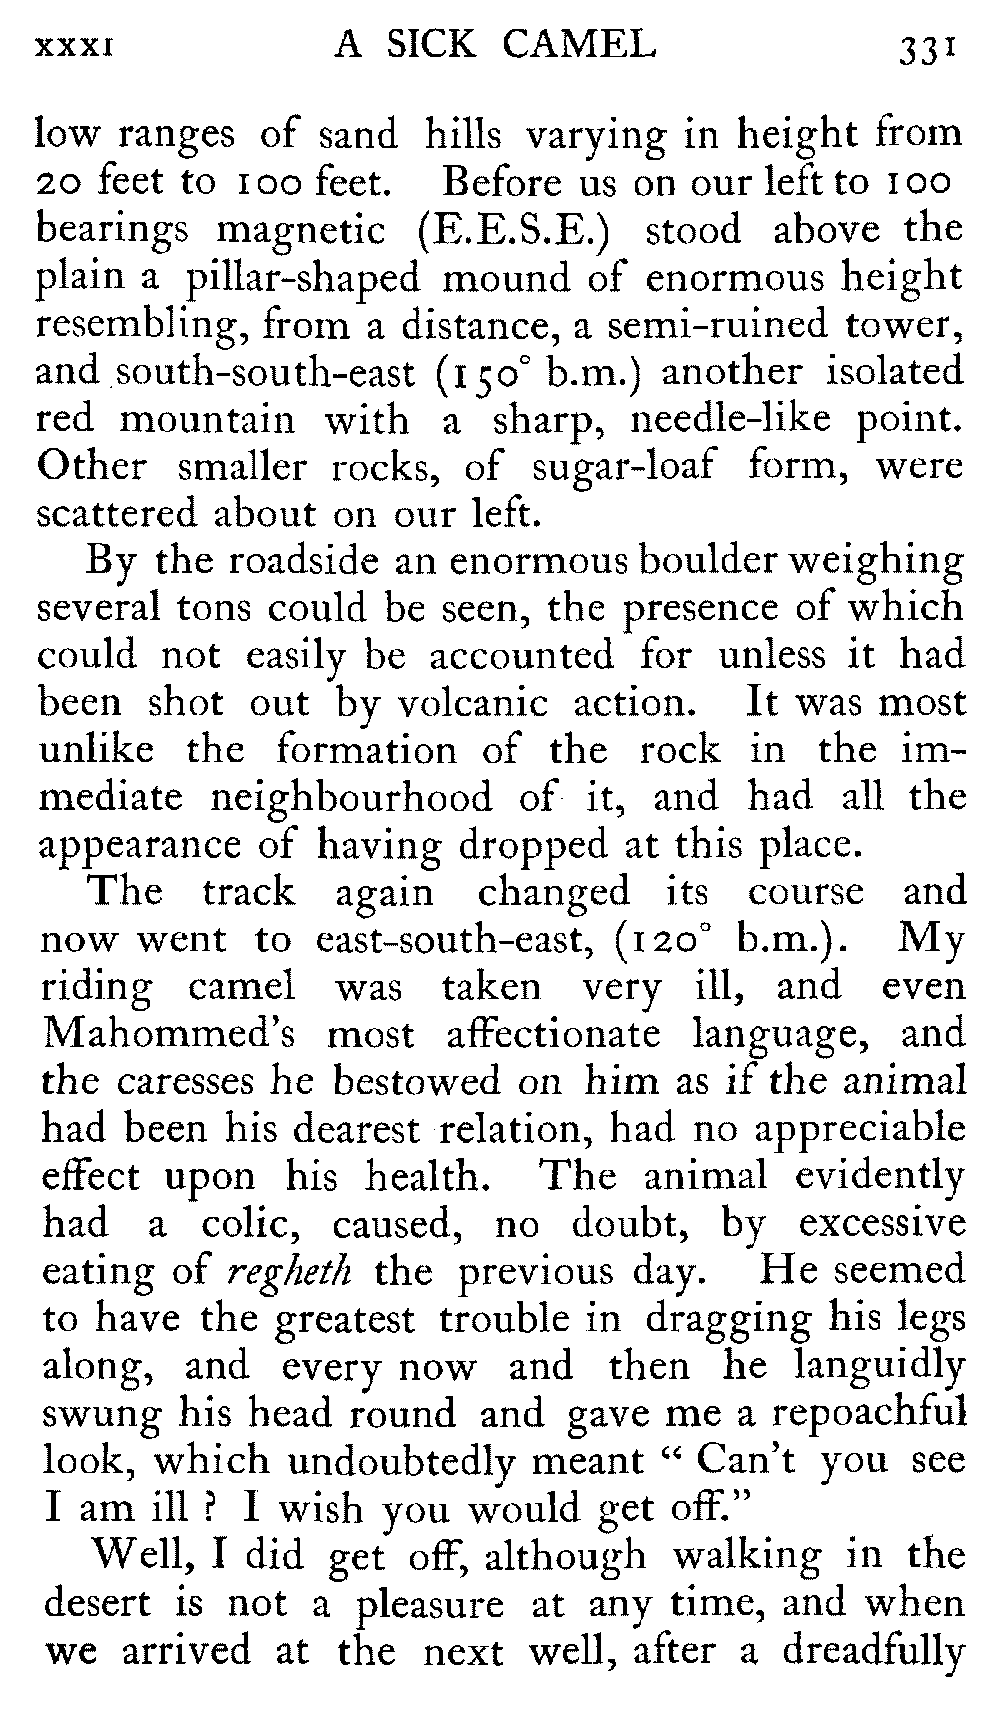 xxxi A SICK CAMEL 331
low ranges of sand hills varying in height from
20 feet to 100 feet. Before us on our left to 100
bearings magnetic (E.E.S.E.) stood above the
plain a pillar-shaped mound of enormous height
resembling, from a distance, a semi-ruined tower,
and south-south-east (150° b.m.) another isolated
red mountain with a sharp, needle-like point.
Other smaller rocks, of sugar-loaf form, were
scattered about on our left.
By the roadside an enormous boulder weighing
several tons could be seen, the presence of which
could not easily be accounted for unless it had
been shot out by volcanic action. It was most
unlike the formation of the rock in the im-
mediate neighbourhood of it, and had all the
appearance of having dropped at this place.
The track again changed its course and
now went to east-south-east, (120° b.m.). My
riding camel was taken very ill, and even
Mahommed's most affectionate language, and
the caresses he bestowed on him as if the animal
had been his dearest relation, had no appreciable
effect upon his health. The animal evidently
had a colic, caused, no doubt, by excessive
eating of regheth the previous day. He seemed
to have the greatest trouble in dragging his legs
along, and every now and then he languidly
swung his head round and gave me a repoachful
look, which undoubtedly meant “ Can't you see
I am ill ? I wish you would get off.”
Well, I did get off, although walking in the
desert is not a pleasure at any time, and when
we arrived at the next well, after a dreadfully